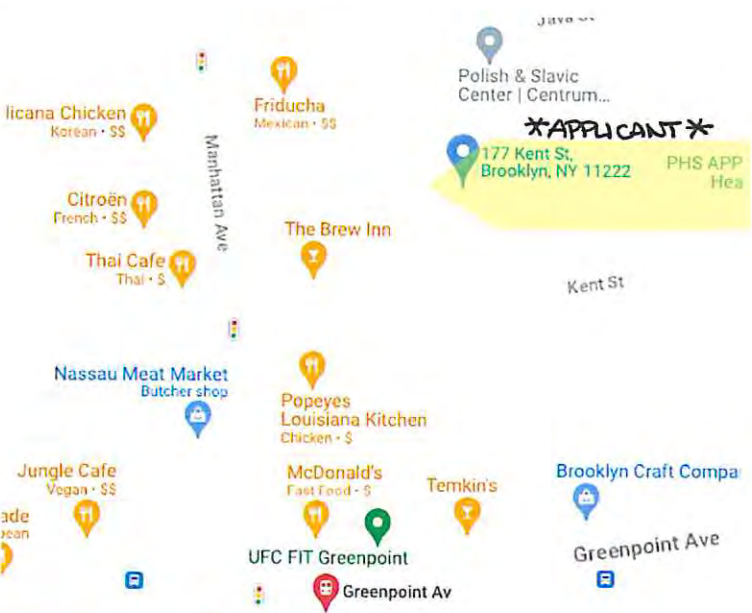 Java
Polish & Slavic
Center | Centrum...
licana Chicken
Korean · $$
Friducha
Mexican · $$
*APPLICANT*
177 Kent St,
Brooklyn, NY 11222
PHS APP
Hea
Manhattan Ave
Citroën
French · $$
The Brew Inn
Thai Cafe
Thai · $
Kent St
Nassau Meat Market
Butcher shop
Popeyes
Louisiana Kitchen
Chicken · $
Jungle Cafe
Vegan · $$
McDonald's
Fast Food · $
Temkin's
Brooklyn Craft Compa
ade
pean
UFC FIT Greenpoint
Greenpoint Ave
Greenpoint Av